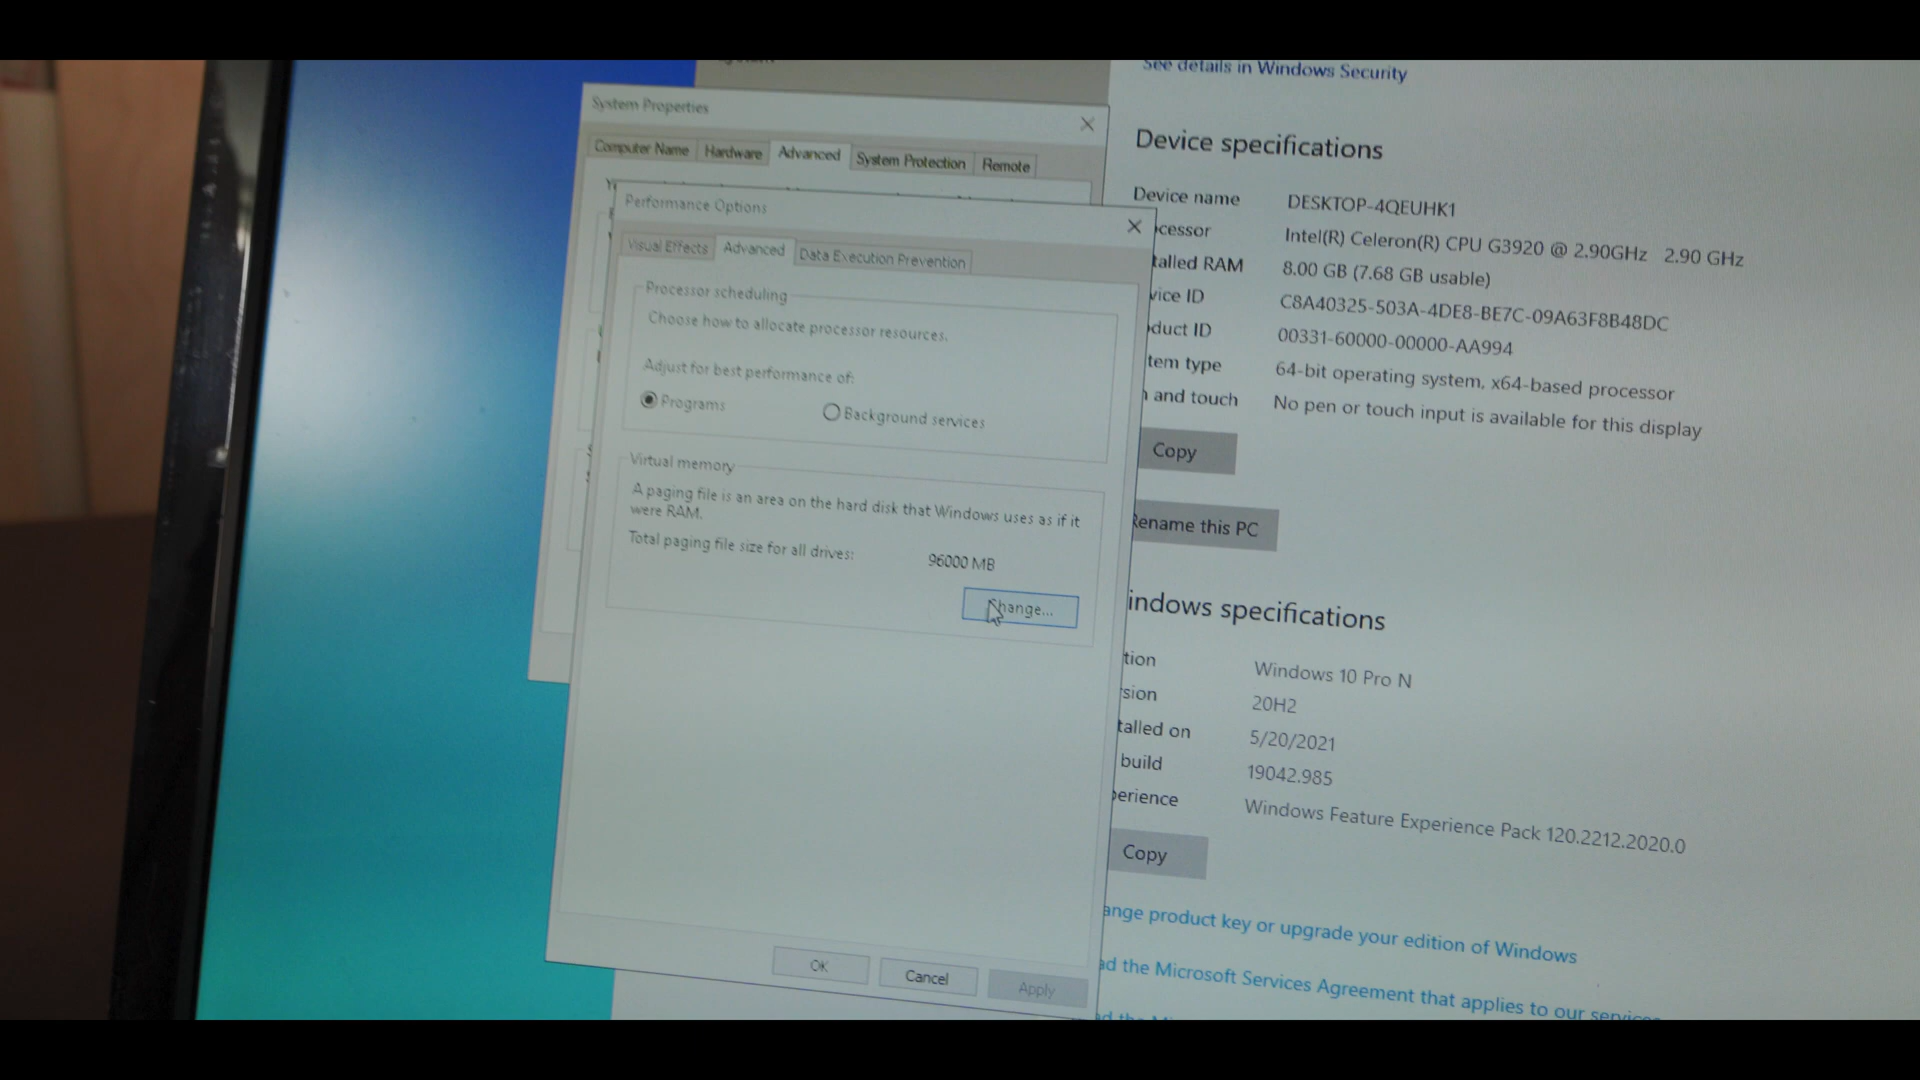 System Properties
Computer Name
Hardware
Advanced
System Protection
Remote
Performance Options
Visual Effects
Advanced
Data Execution Prevention
Processor scheduling
Choose how to allocate processor resources.
Adjust for best performance of:
Programs
Background services
Virtual memory
A paging file is an area on the hard disk that Windows uses as if it
were RAM.
Total paging file size for all drives:
96000 MB
Change...
OK
Cancel
Apply
See details in Windows Security
Device specifications
Device name DESKTOP-4QEUHK1
cessor Intel(R) Celeron(R) CPU G3920 @ 2.90GHz 2.90 GHz
talled RAM 8.00 GB (7.68 GB usable)
vice ID C8A40325-503A-4DE8-BE7C-09A63F8B48DC
duct ID 00331-60000-00000-AA994
tem type 64-bit operating system, x64-based processor
and touch No pen or touch input is available for this display
Copy
Rename this PC
indows specifications
tion Windows 10 Pro N
rsion 20H2
talled on 5/20/2021
build 19042.985
perience Windows Feature Experience Pack 120.2212.2020.0
Copy
ange product key or upgrade your edition of Windows
ad the Microsoft Services Agreement that applies to our services